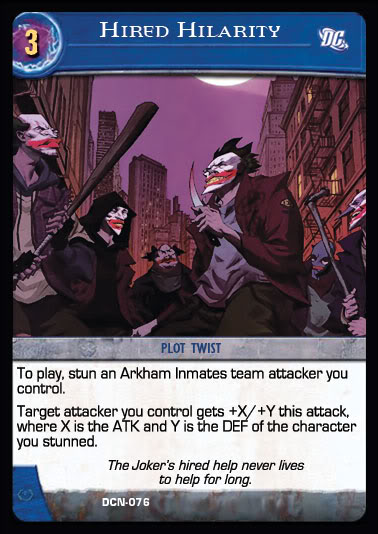 3
HIRED HILARITY
DC
PLOT TWIST
To play, stun an Arkham Inmates team attacker you
control.
Target attacker you control gets +X/+Y this attack,
where X is the ATK and Y is the DEF of the character
you stunned.
The Joker's hired help never lives
to help for long.
DCN-076